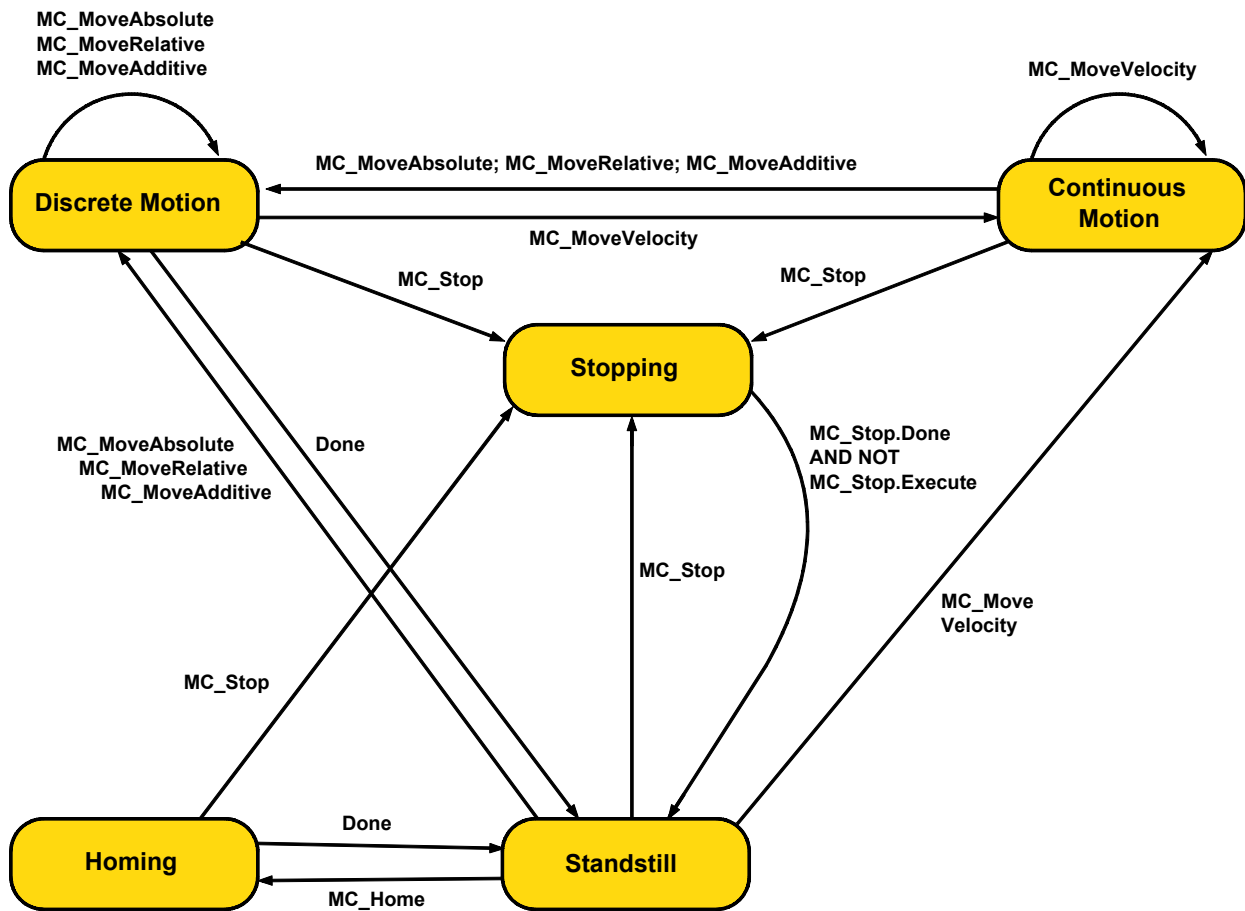 MC_MoveAbsolute
MC_MoveRelative
MC_MoveAdditive
MC_MoveVelocity
MC_MoveAbsolute; MC_MoveRelative; MC_MoveAdditive
Discrete Motion
Continuous
Motion
MC_MoveVelocity
MC_Stop
MC_Stop
Stopping
MC_MoveAbsolute
MC_MoveRelative
MC_MoveAdditive
Done
MC_Stop.Done
AND NOT
MC_Stop.Execute
MC_Stop
MC_Move
Velocity
MC_Stop
Done
Homing
Standstill
MC_Home